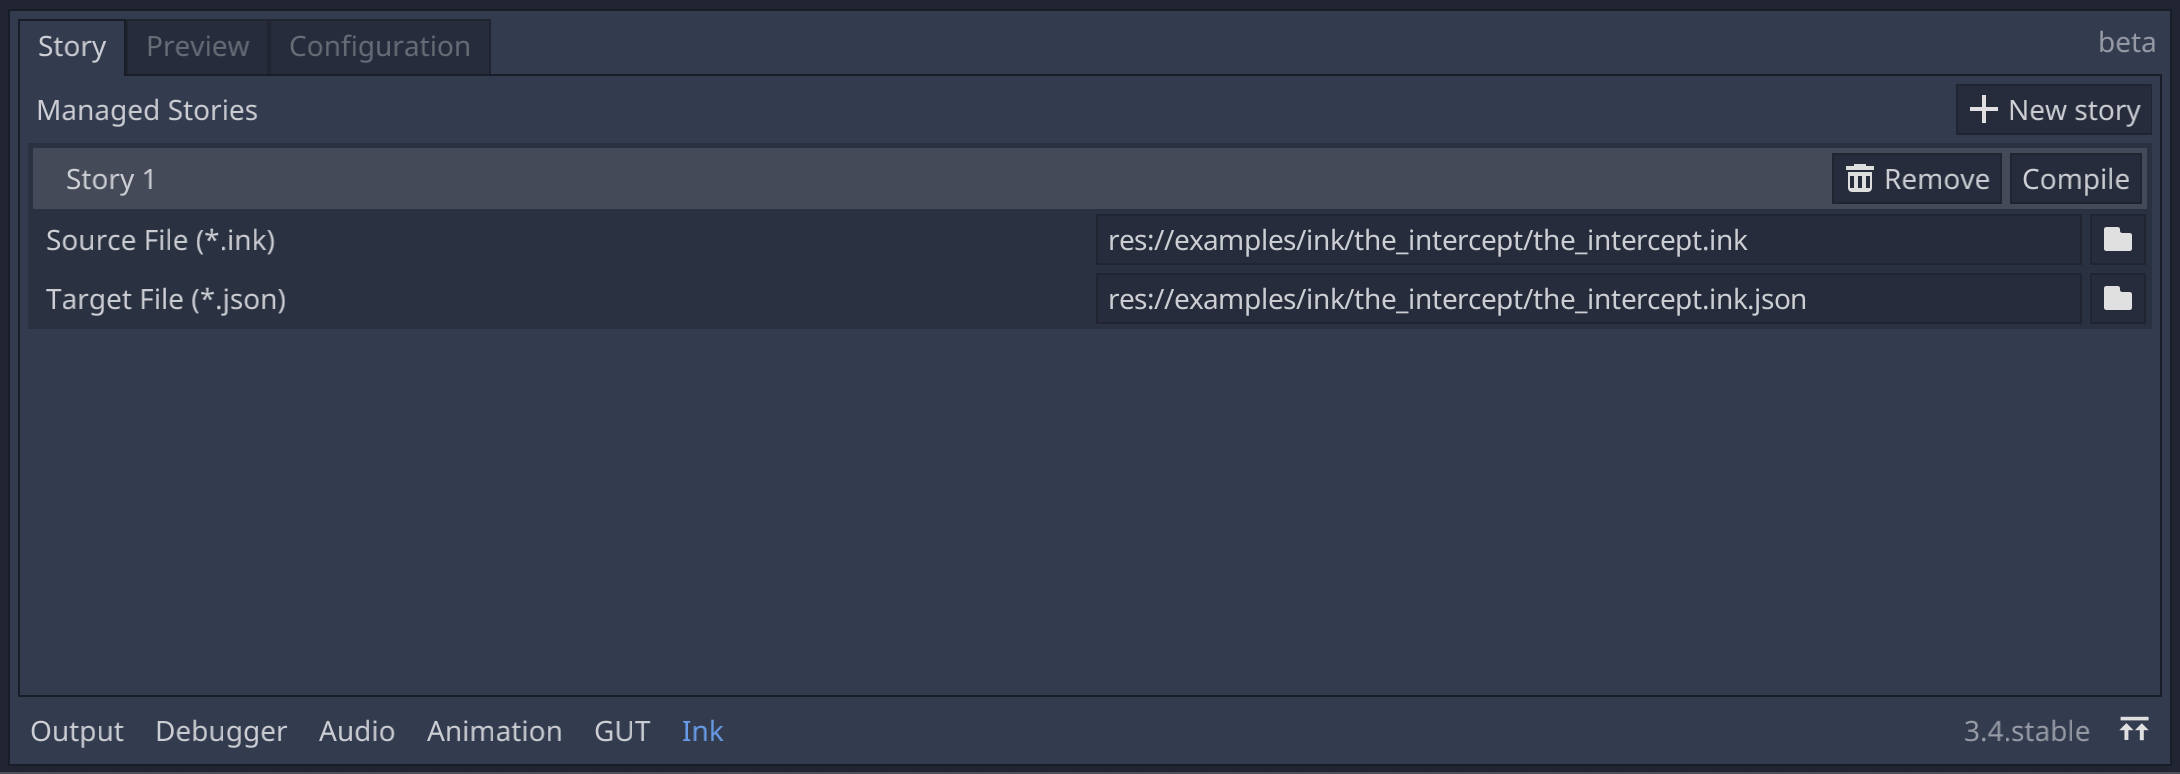 Story Preview Configuration beta
Managed Stories New story
Story 1 Remove Compile
Source File (*.ink) res://examples/ink/the_intercept/the_intercept.ink
Target File (*.json) res://examples/ink/the_intercept/the_intercept.ink.json
Output Debugger Audio Animation GUT Ink 3.4.stable